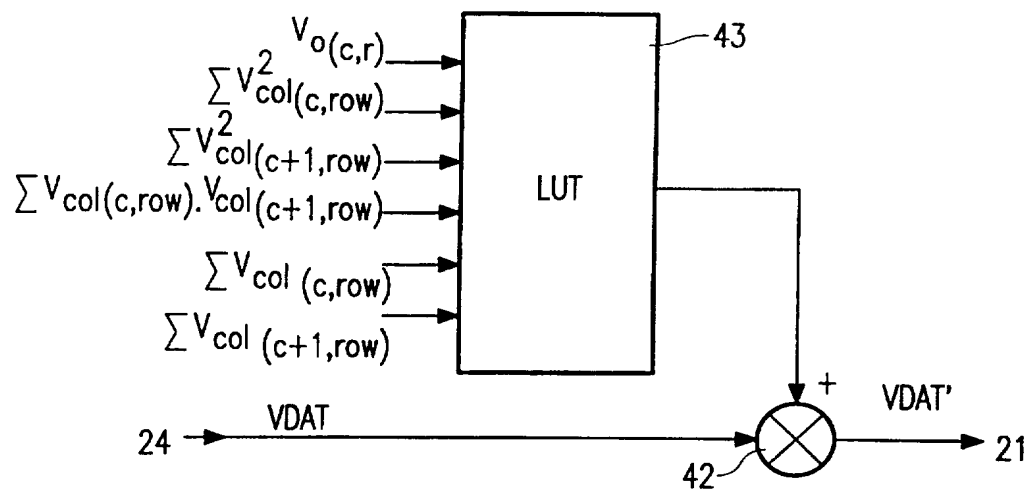 V₀(c,r)
43
∑V²col(c,row)
∑V²col(c+1,row)
∑Vcol(c,row).Vcol(c+1,row)
LUT
∑Vcol (c,row)
∑Vcol (c+1,row)
+
VDAT
VDAT'
24
42
21